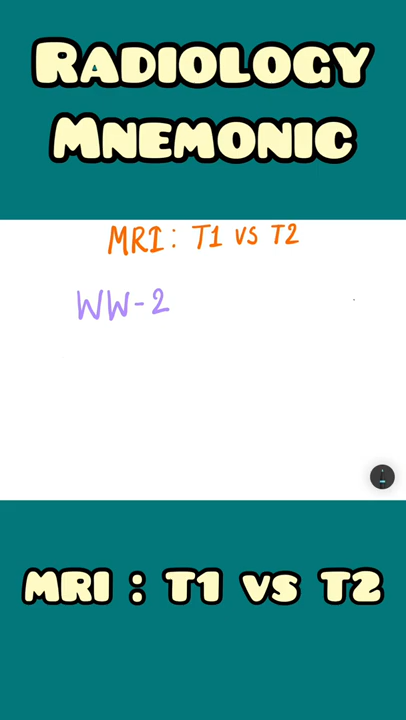 RADIOLOGY
MNEMONIC
MRI: T1 vs T2
WW-2
MRI : T1 vs T2